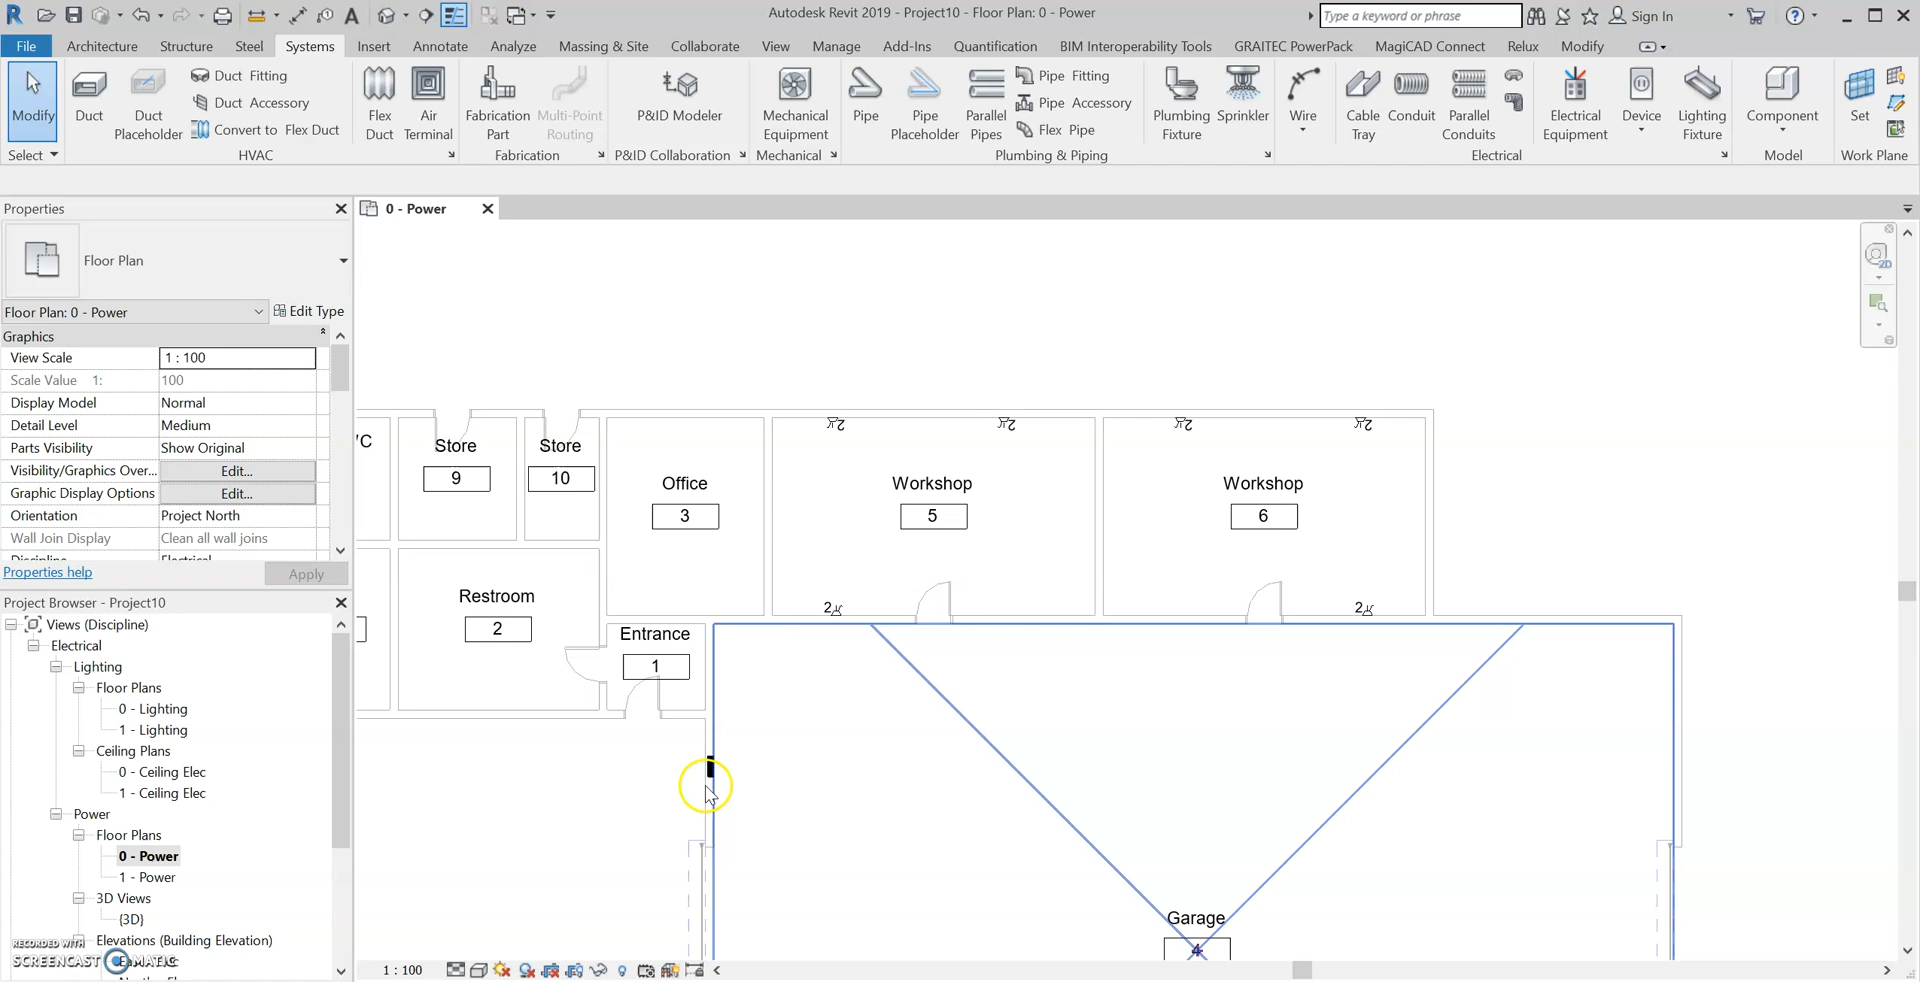 Autodesk Revit 2019 - Project10 - Floor Plan: 0 - Power
Type a keyword or phrase
Sign In
File Architecture Structure Steel Systems Insert Annotate Analyze Massing & Site Collaborate View Manage Add-Ins Quantification BIM Interoperability Tools GRAITEC PowerPack MagiCAD Connect Relux Modify
Modify
Duct
Duct Placeholder
Duct Fitting
Duct Accessory
Convert to Flex Duct
Flex Duct
Air Terminal
Fabrication Part
Multi-Point Routing
P&ID Modeler
Mechanical Equipment
Pipe
Pipe Placeholder
Parallel Pipes
Pipe Fitting
Pipe Accessory
Flex Pipe
Plumbing Fixture
Sprinkler
Wire
Cable Tray
Conduit
Parallel Conduits
Electrical Equipment
Device
Lighting Fixture
Component
Set
Select HVAC Fabrication P&ID Collaboration Mechanical Plumbing & Piping Electrical Model Work Plane
Properties
0 - Power
Floor Plan
Floor Plan: 0 - Power
Edit Type
Graphics
View Scale 1 : 100
Scale Value 1: 100
Display Model Normal
Detail Level Medium
Parts Visibility Show Original
Visibility/Graphics Over... Edit...
Graphic Display Options Edit...
Orientation Project North
Wall Join Display Clean all wall joins
Properties help
Apply
Project Browser - Project10
Views (Discipline)
Electrical
Lighting
Floor Plans
0 - Lighting
1 - Lighting
Ceiling Plans
0 - Ceiling Elec
1 - Ceiling Elec
Power
Floor Plans
0 - Power
1 - Power
3D Views
{3D}
Elevations (Building Elevation)
RECORDED WITH
SCREENCAST MATIC
2D
'C
Store
9
Store
10
Office
3
Workshop
5
Workshop
6
2 2 2 2
2 2
Restroom
2
Entrance
1
Garage
4
1 : 100